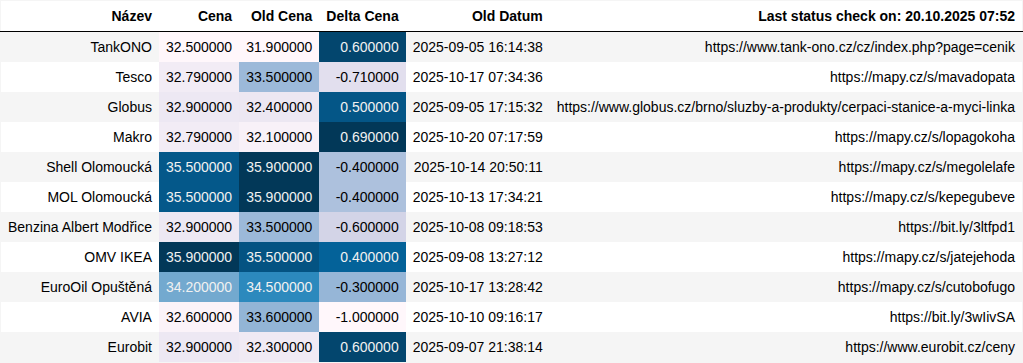 Název Cena Old Cena Delta Cena Old Datum Last status check on: 20.10.2025 07:52
TankONO 32.500000 31.900000 0.600000 2025-09-05 16:14:38 https://www.tank-ono.cz/cz/index.php?page=cenik
Tesco 32.790000 33.500000 -0.710000 2025-10-17 07:34:36 https://mapy.cz/s/mavadopata
Globus 32.900000 32.400000 0.500000 2025-09-05 17:15:32 https://www.globus.cz/brno/sluzby-a-produkty/cerpaci-stanice-a-myci-linka
Makro 32.790000 32.100000 0.690000 2025-10-20 07:17:59 https://mapy.cz/s/lopagokoha
Shell Olomoucká 35.500000 35.900000 -0.400000 2025-10-14 20:50:11 https://mapy.cz/s/megolelafe
MOL Olomoucká 35.500000 35.900000 -0.400000 2025-10-13 17:34:21 https://mapy.cz/s/kepegubeve
Benzina Albert Modřice 32.900000 33.500000 -0.600000 2025-10-08 09:18:53 https://bit.ly/3ltfpd1
OMV IKEA 35.900000 35.500000 0.400000 2025-09-08 13:27:12 https://mapy.cz/s/jatejehoda
EuroOil Opuštěná 34.200000 34.500000 -0.300000 2025-10-17 13:28:42 https://mapy.cz/s/cutobofugo
AVIA 32.600000 33.600000 -1.000000 2025-10-10 09:16:17 https://bit.ly/3wIivSA
Eurobit 32.900000 32.300000 0.600000 2025-09-07 21:38:14 https://www.eurobit.cz/ceny